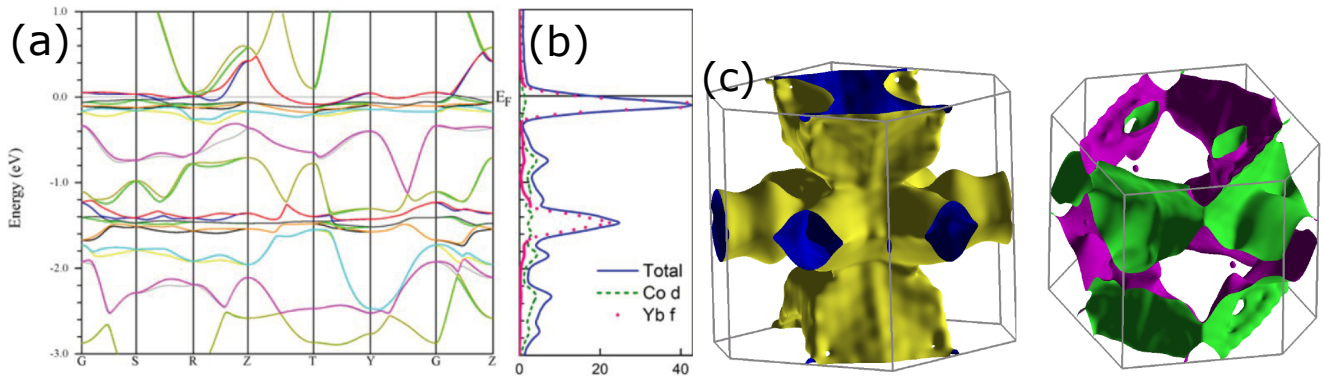 (a)
1.0
0.0
-1.0
-2.0
-3.0
Energy (eV)
G S R Z T Y G Z
E_F
(b)
Total
Co d
Yb f
0 20 40
(c)